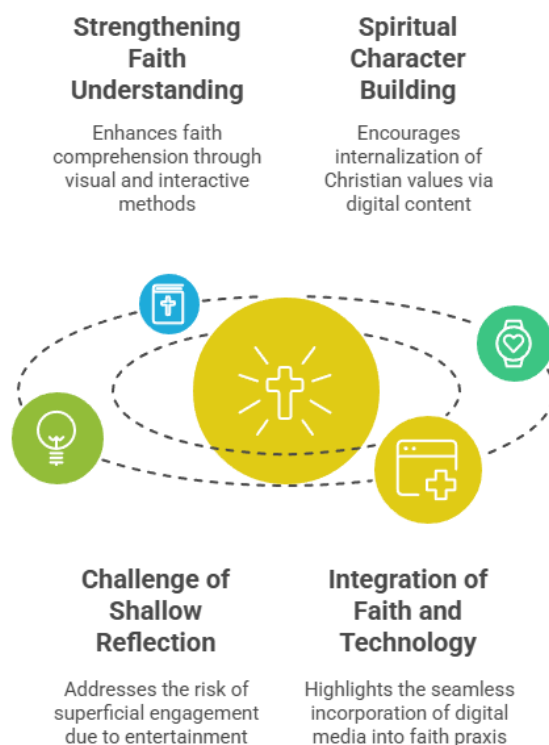 Strengthening
Faith
Understanding
Enhances faith
comprehension through
visual and interactive
methods
Spiritual
Character
Building
Encourages
internalization of
Christian values via
digital content
Challenge of
Shallow
Reflection
Addresses the risk of
superficial engagement
due to entertainment
Integration of
Faith and
Technology
Highlights the seamless
incorporation of digital
media into faith praxis